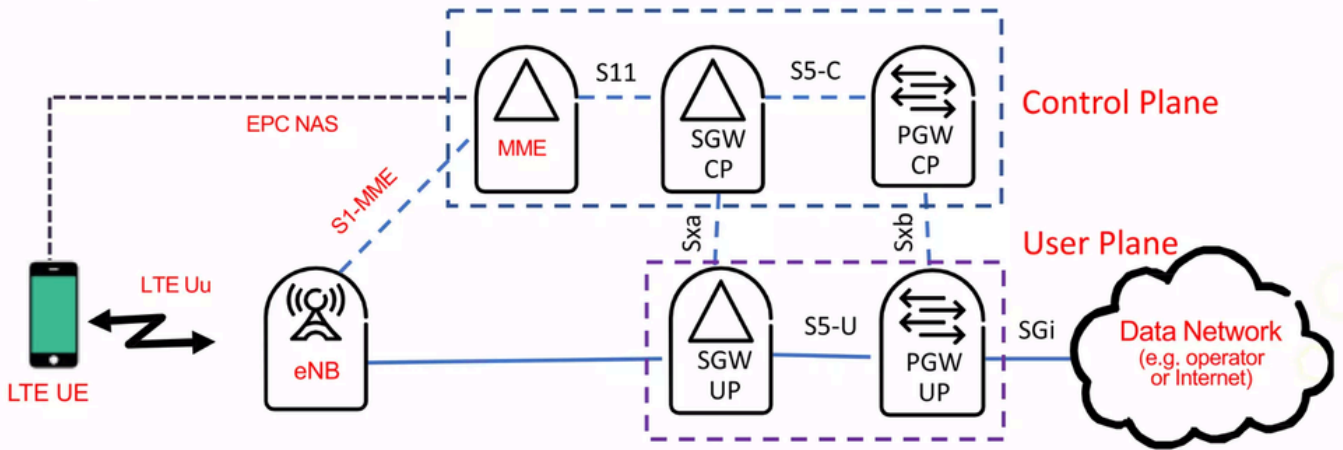 S11
S5-C
Control Plane
EPC NAS
MME
SGW
CP
PGW
CP
S1-MME
Sxa
Sxb
User Plane
LTE Uu
S5-U
SGi
Data Network
(e.g. operator
or Internet)
eNB
SGW
UP
PGW
UP
LTE UE